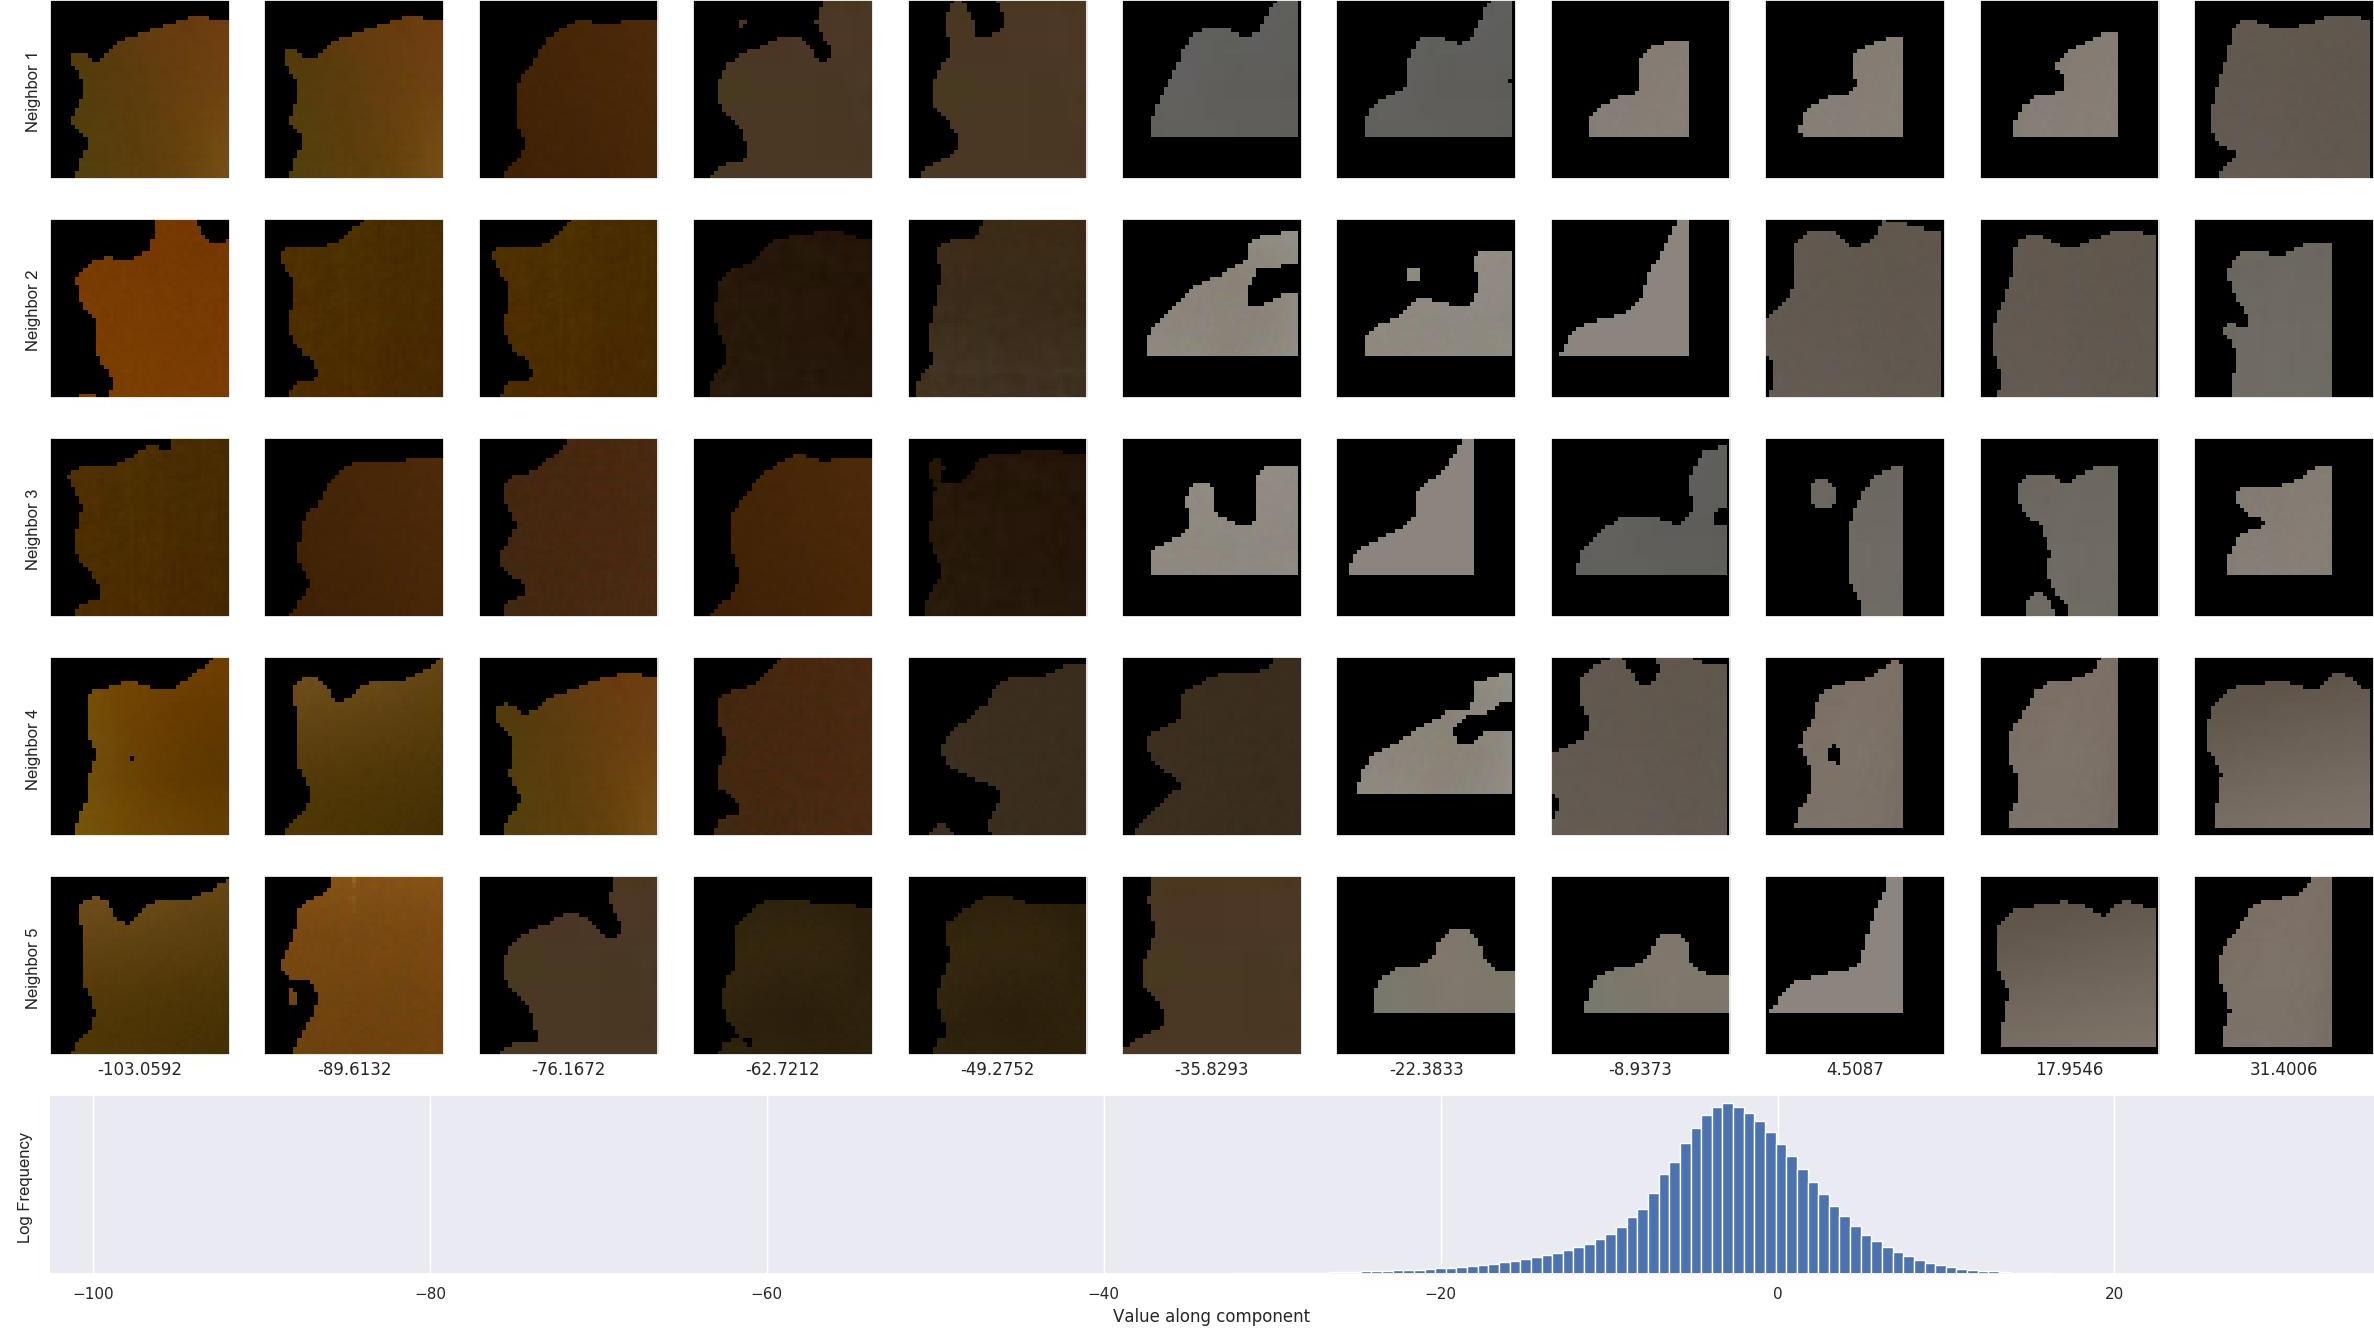 Neighbor 1
Neighbor 2
Neighbor 3
Neighbor 4
Neighbor 5
-103.0592 -89.6132 -76.1672 -62.7212 -49.2752 -35.8293 -22.3833 -8.9373 4.5087 17.9546 31.4006
Log Frequency
−100 −80 −60 −40 −20 0 20
Value along component